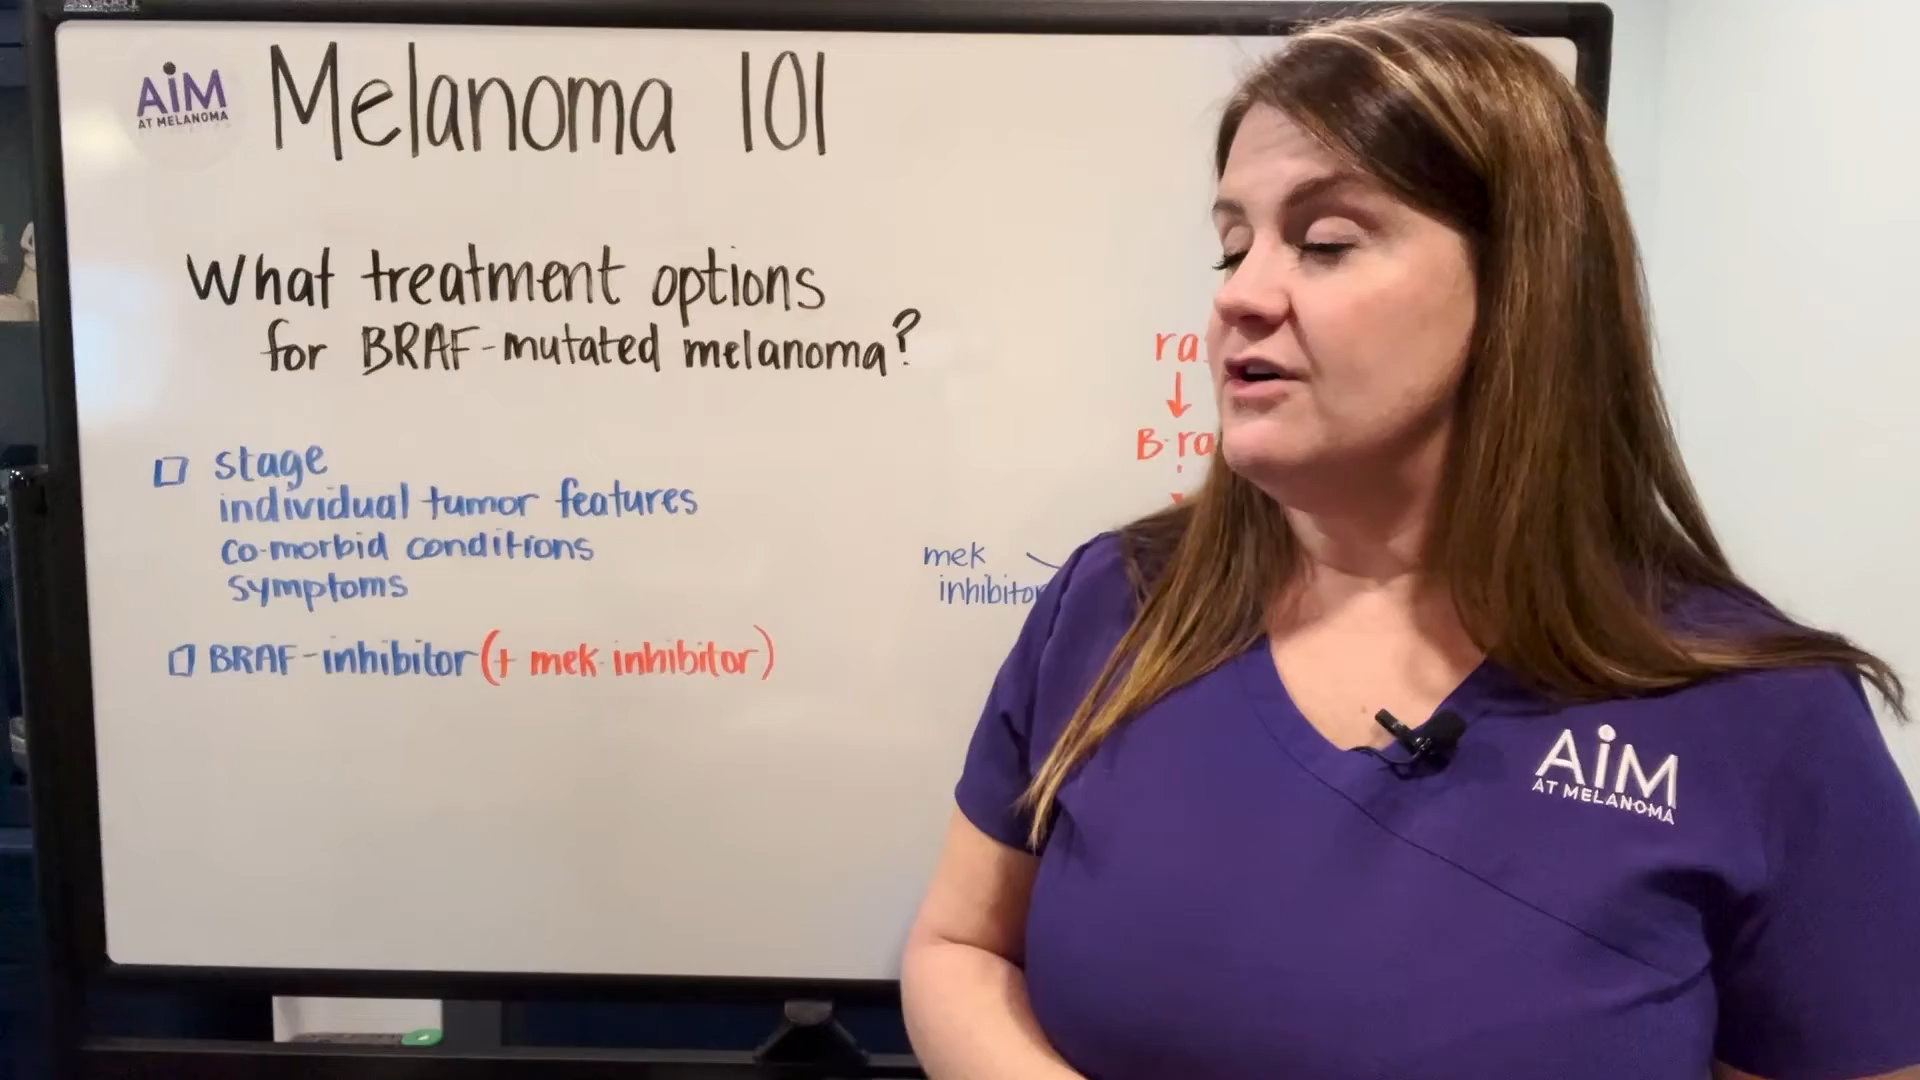 AiM
AT MELANOMA
Melanoma 101
What treatment options
for BRAF-mutated melanoma?
stage
individual tumor features
co-morbid conditions
symptoms
BRAF-inhibitor (+ mek inhibitor)
mek
inhibitor
AiM
AT MELANOMA